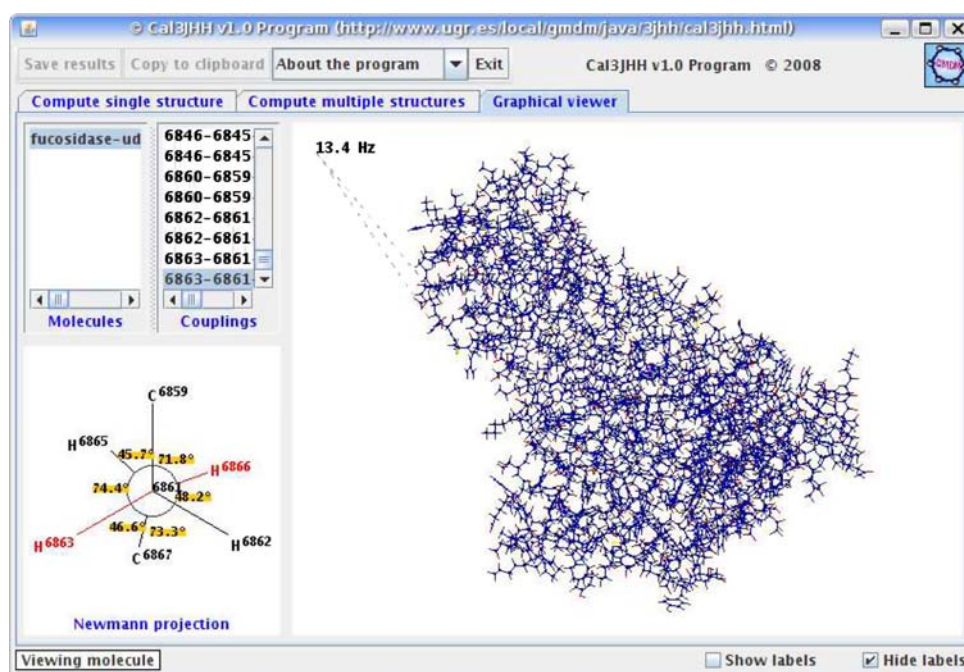 © Cal3JHH v1.0 Program (http://www.ugr.es/local/gmdm/java/3jhh/cal3jhh.html)
Save results Copy to clipboard About the program Exit Cal3JHH v1.0 Program © 2008
GMDM
Compute single structure Compute multiple structures Graphical viewer
fucosidase-ud
6846-6845-
6846-6845-
6860-6859-
6860-6859-
6862-6861-
6862-6861-
6863-6861-
6863-6861-
Molecules Couplings
13.4 Hz
C6859
H6865
45.7° 71.8°
H6866
74.4° 6861 48.2°
46.6° 73.3°
H6863 H6862
C6867
Newmann projection
Viewing molecule Show labels Hide labels